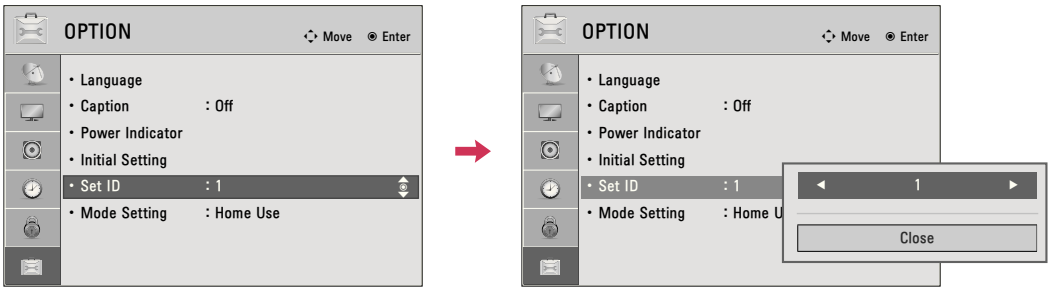 OPTION
Move Enter
• Language
• Caption : Off
• Power Indicator
• Initial Setting
• Set ID : 1
• Mode Setting : Home Use
OPTION
Move Enter
• Language
• Caption : Off
• Power Indicator
• Initial Setting
• Set ID : 1
• Mode Setting : Home U
◄ 1 ►
Close